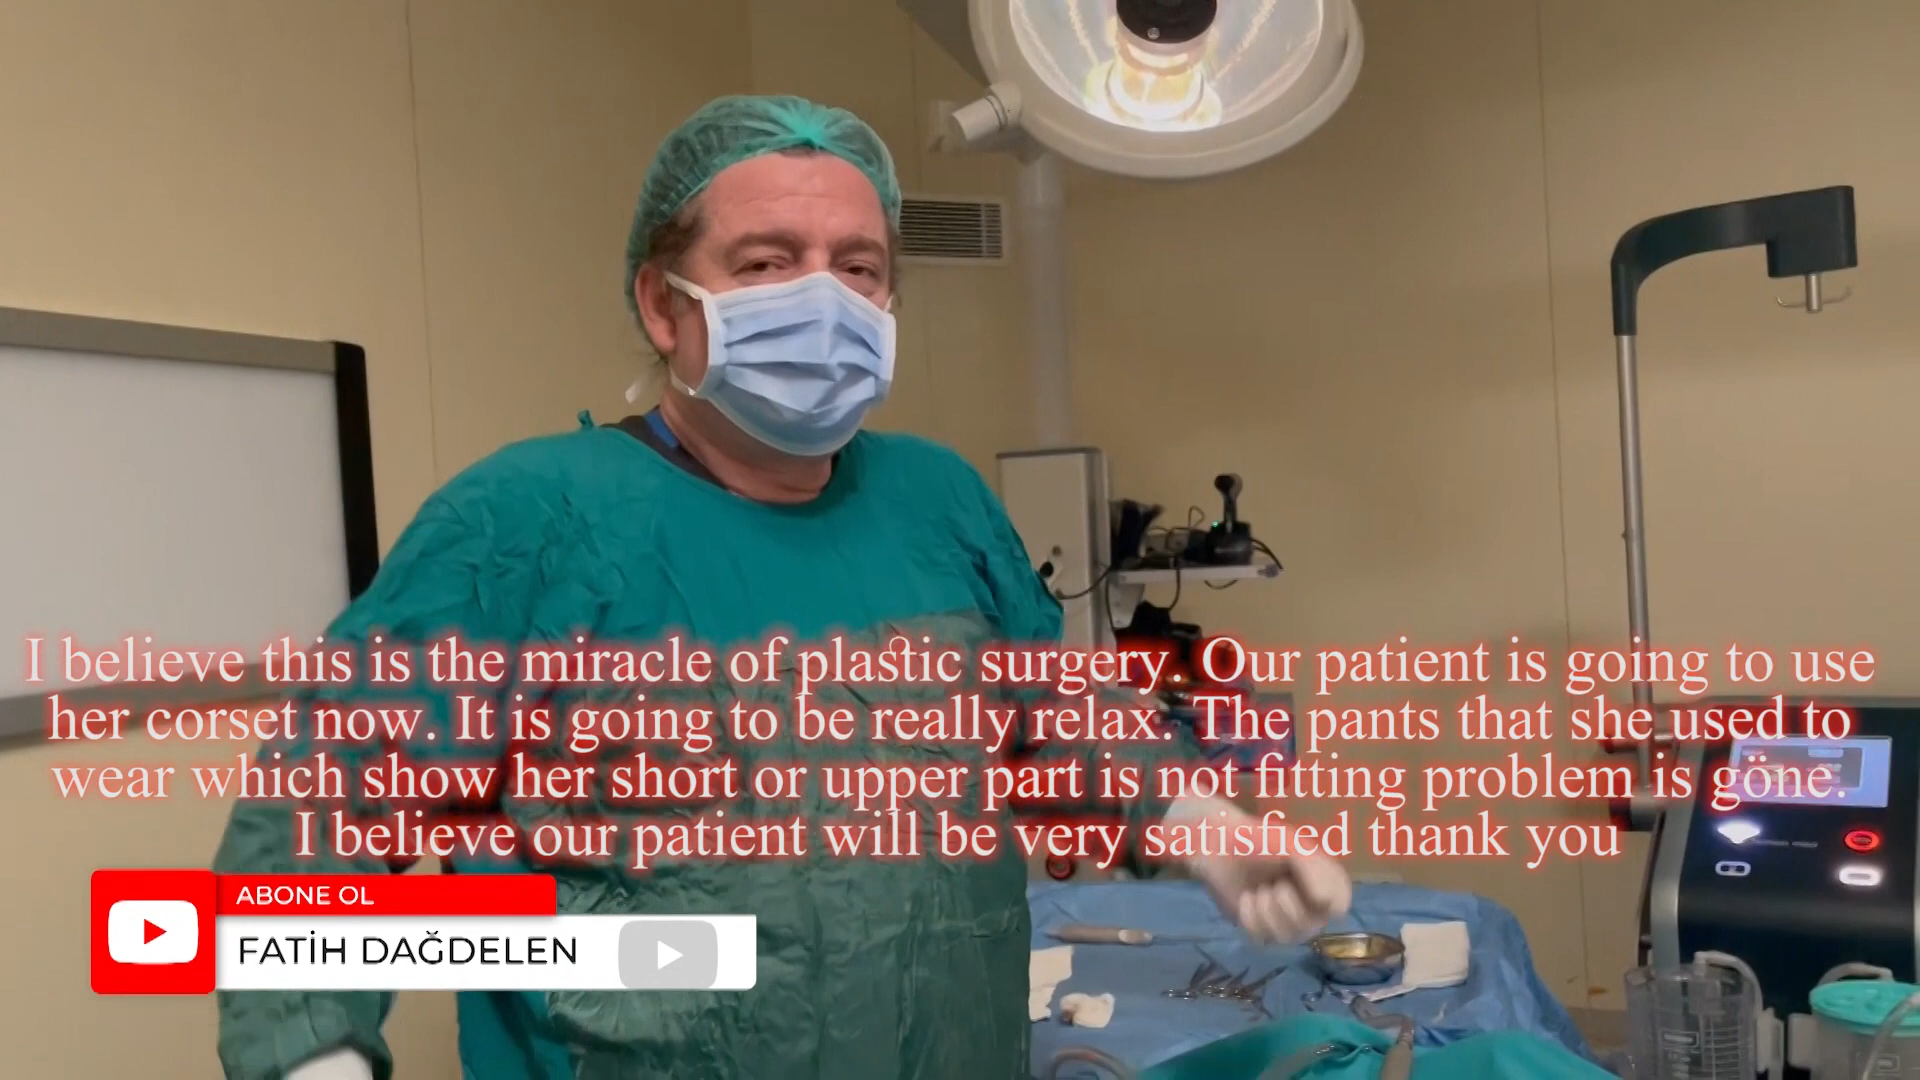 I believe this is the miracle of plastic surgery. Our patient is going to use
her corset now. It is going to be really relax. The pants that she used to
wear which show her short or upper part is not fitting problem is göne.
I believe our patient will be very satisfied thank you
ABONE OL
FATİH DAĞDELEN